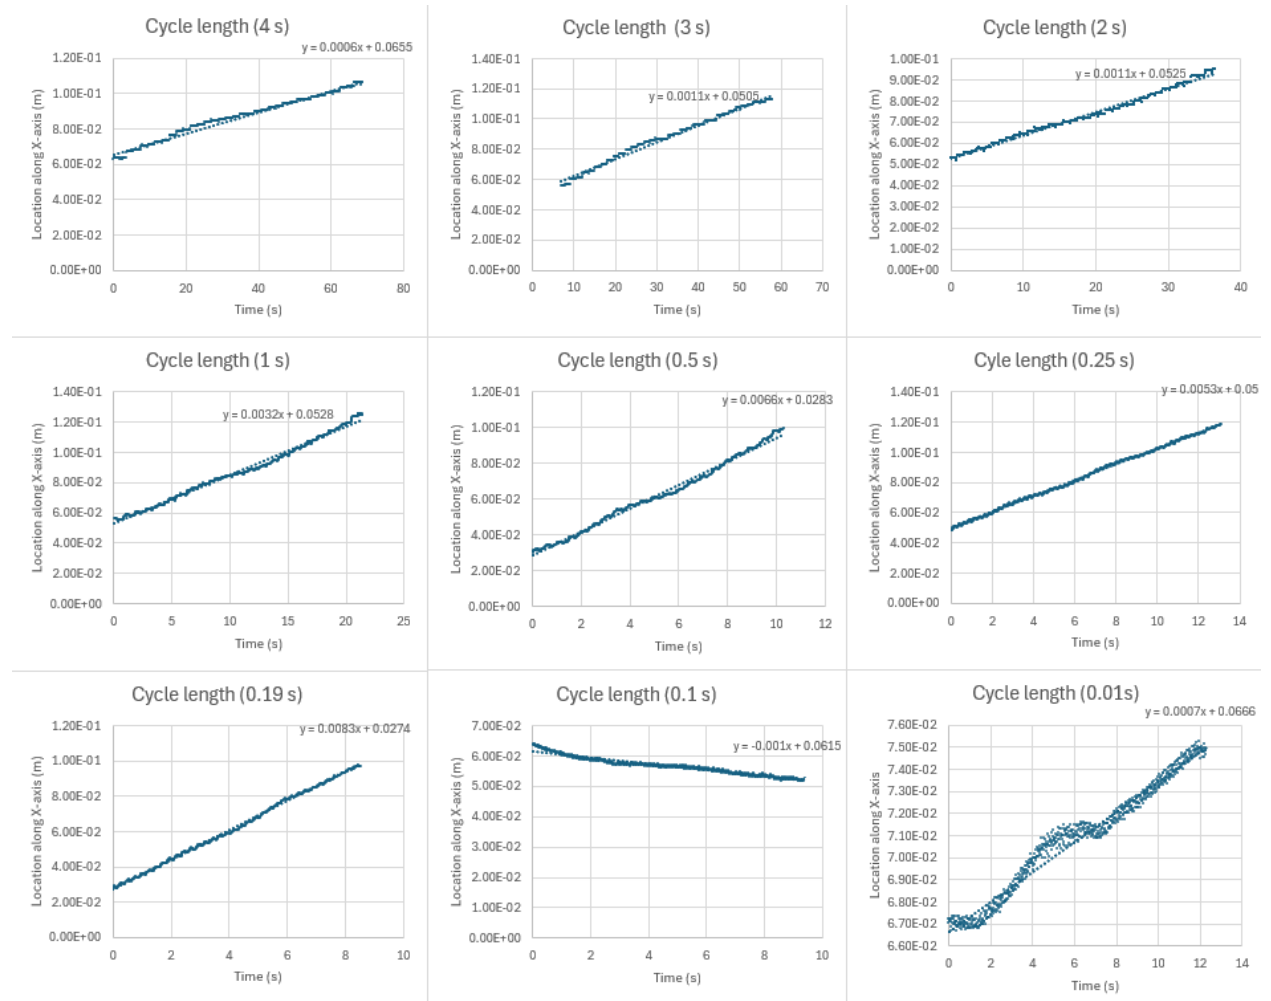 Cycle length (4 s)
y = 0.0006x + 0.0655
Location along X-axis (m)
1.20E-01
1.00E-01
8.00E-02
6.00E-02
4.00E-02
2.00E-02
0.00E+00
0 20 40 60 80
Time (s)
Cycle length (3 s)
y = 0.0011x + 0.0505
Location along X-axis (m)
1.40E-01
1.20E-01
1.00E-01
8.00E-02
6.00E-02
4.00E-02
2.00E-02
0.00E+00
0 10 20 30 40 50 60 70
Time (s)
Cycle length (2 s)
y = 0.0011x + 0.0525
Location along X-axis (m)
1.00E-01
9.00E-02
8.00E-02
7.00E-02
6.00E-02
5.00E-02
4.00E-02
3.00E-02
2.00E-02
1.00E-02
0.00E+00
0 10 20 30 40
Time (s)
Cycle length (1 s)
y = 0.0032x + 0.0528
Location along X-axis (m)
1.40E-01
1.20E-01
1.00E-01
8.00E-02
6.00E-02
4.00E-02
2.00E-02
0.00E+00
0 5 10 15 20 25
Time (s)
Cycle length (0.5 s)
y = 0.0066x + 0.0283
Location along X-axis (m)
1.20E-01
1.00E-01
8.00E-02
6.00E-02
4.00E-02
2.00E-02
0.00E+00
0 2 4 6 8 10 12
Time (s)
Cyle length (0.25 s)
y = 0.0053x + 0.05
Location along X-axis (m)
1.40E-01
1.20E-01
1.00E-01
8.00E-02
6.00E-02
4.00E-02
2.00E-02
0.00E+00
0 2 4 6 8 10 12 14
Time (s)
Cycle length (0.19 s)
y = 0.0083x + 0.0274
Location along X-axis (m)
1.20E-01
1.00E-01
8.00E-02
6.00E-02
4.00E-02
2.00E-02
0.00E+00
0 2 4 6 8 10
Time (s)
Cycle length (0.1 s)
y = -0.001x + 0.0615
Location along X-axis (m)
7.00E-02
6.00E-02
5.00E-02
4.00E-02
3.00E-02
2.00E-02
1.00E-02
0.00E+00
0 2 4 6 8 10
Time (s)
Cycle length (0.01s)
y = 0.0007x + 0.0666
Location along X-axis
7.60E-02
7.50E-02
7.40E-02
7.30E-02
7.20E-02
7.10E-02
7.00E-02
6.90E-02
6.80E-02
6.70E-02
6.60E-02
0 2 4 6 8 10 12 14
Time (s)